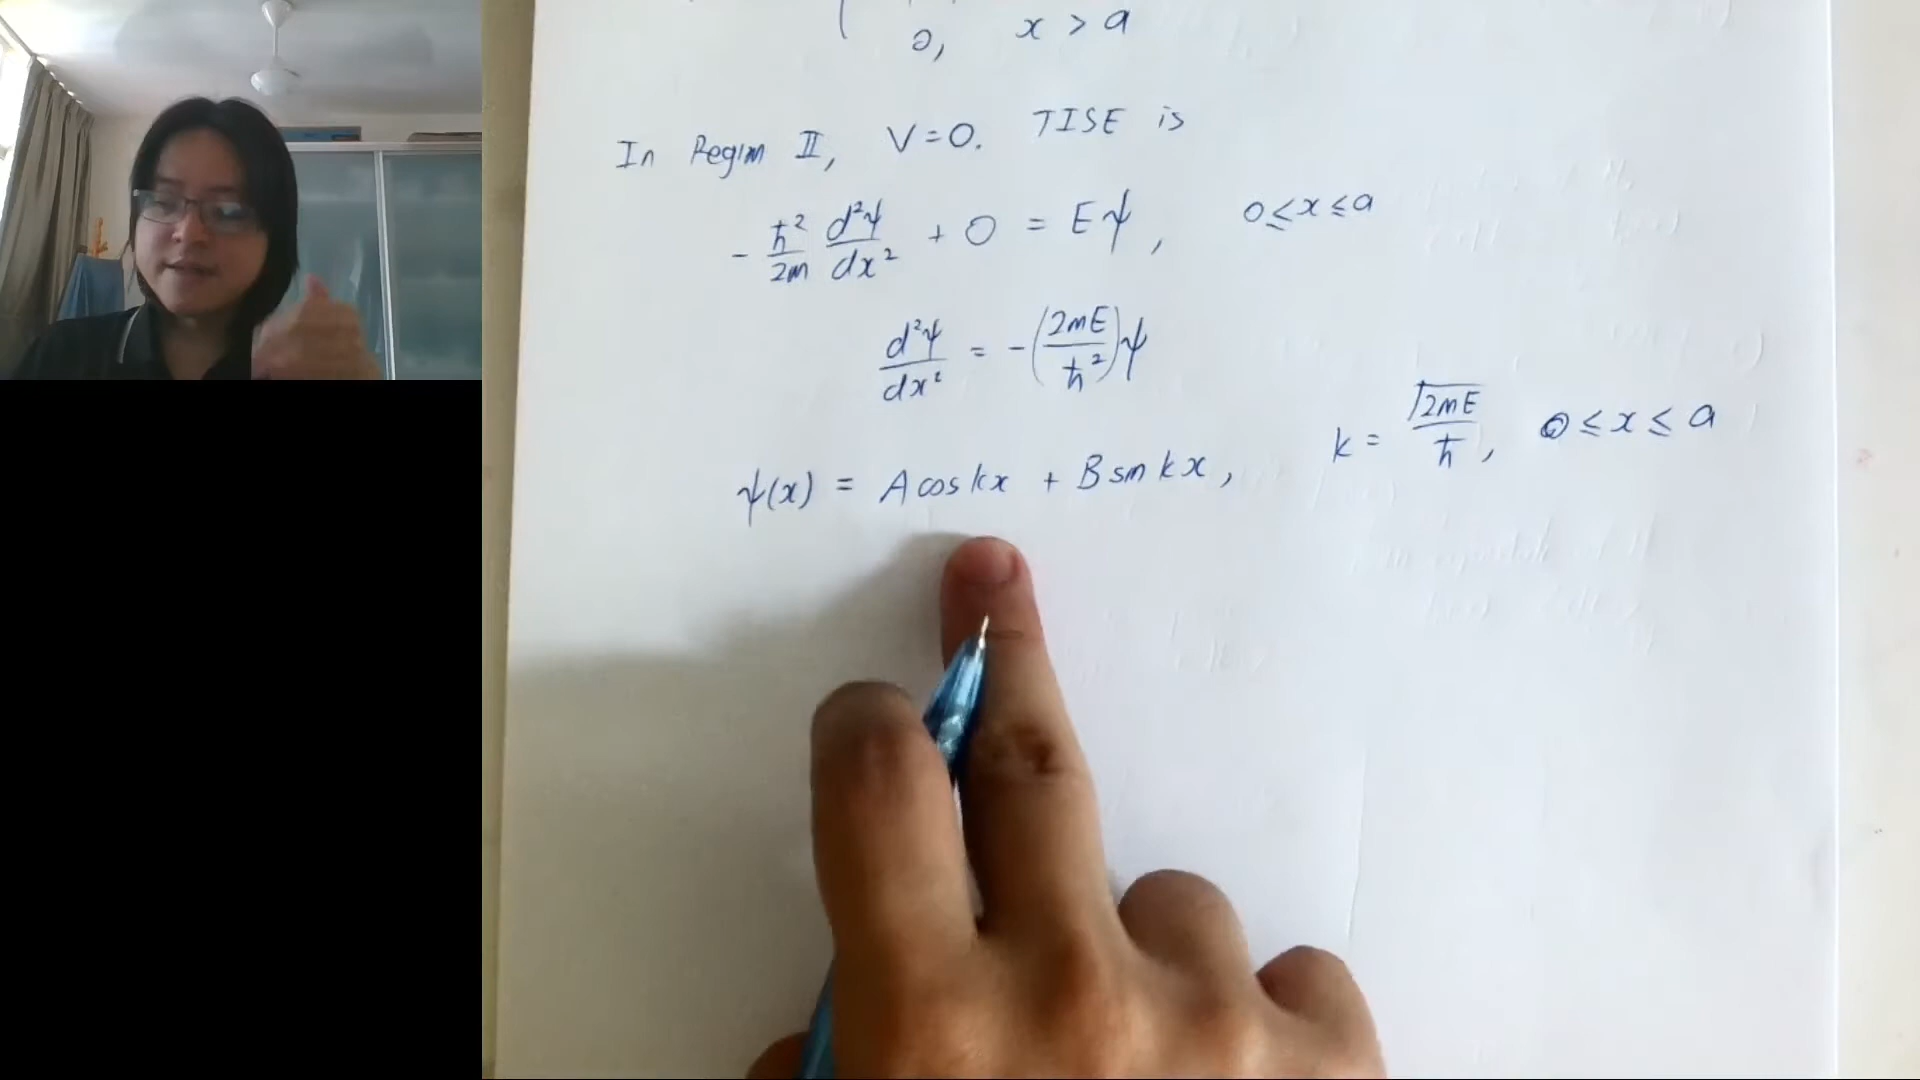 0, x > a
In Region II, V=0. TISE is
- ħ²/2m d²ψ/dx² + 0 = Eψ, 0≤x≤a
d²ψ/dx² = -(2mE/ħ²)ψ
ψ(x) = A cos kx + B sin kx, k = √2mE/ħ, 0≤x≤a